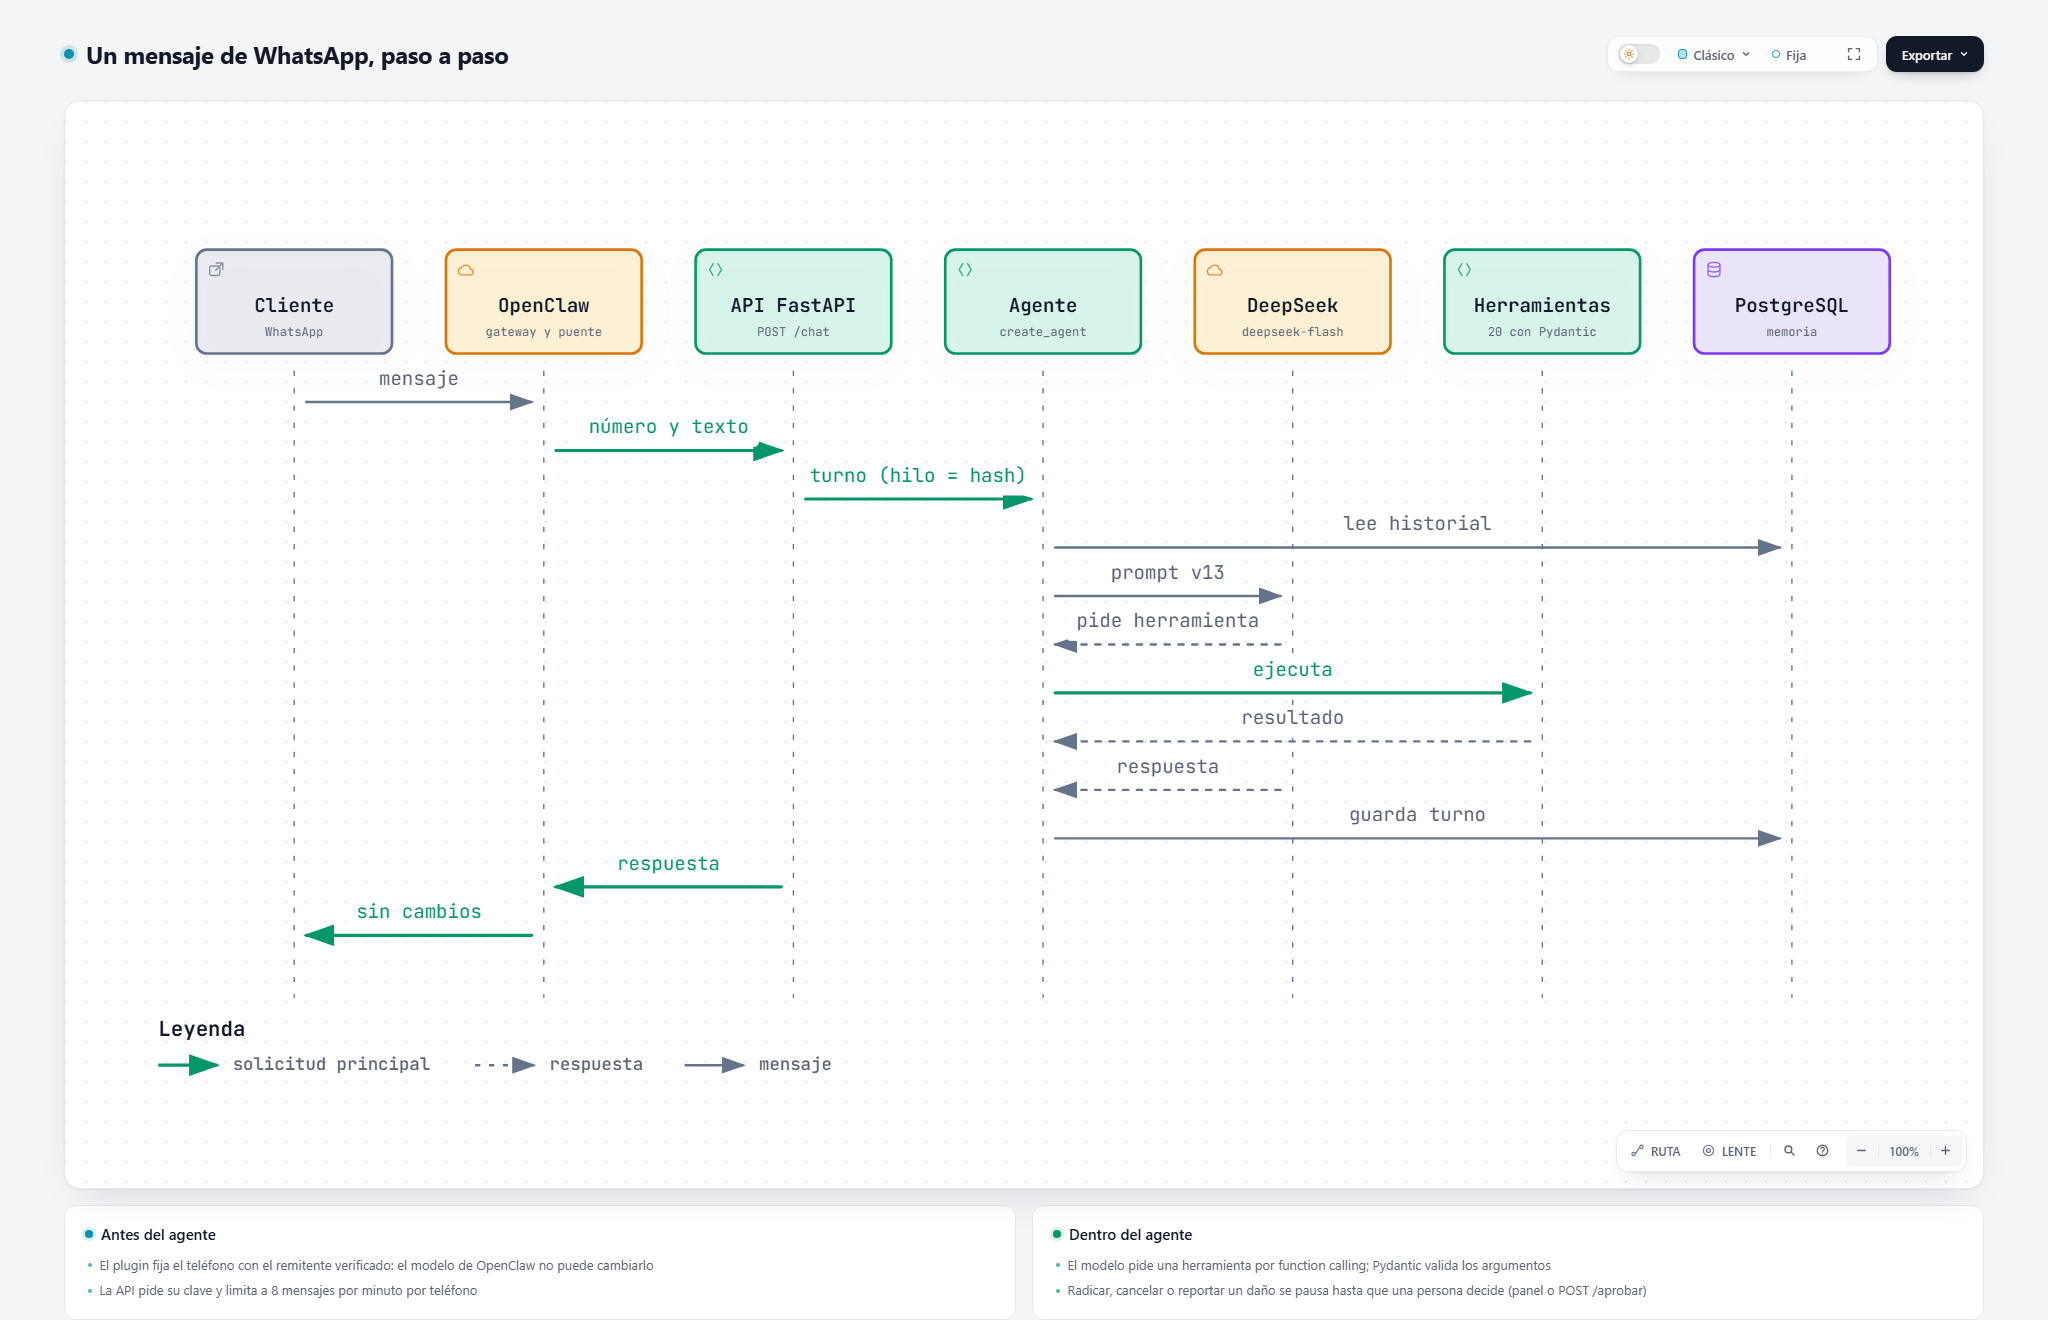 Un mensaje de WhatsApp, paso a paso
Clásico
Fija
Exportar
Cliente
WhatsApp
OpenClaw
gateway y puente
API FastAPI
POST /chat
Agente
create_agent
DeepSeek
deepseek-flash
Herramientas
20 con Pydantic
PostgreSQL
memoria
mensaje
número y texto
turno (hilo = hash)
lee historial
prompt v13
pide herramienta
ejecuta
resultado
respuesta
guarda turno
respuesta
sin cambios
Leyenda
solicitud principal
respuesta
mensaje
RUTA
LENTE
100%
Antes del agente
El plugin fija el teléfono con el remitente verificado: el modelo de OpenClaw no puede cambiarlo
La API pide su clave y limita a 8 mensajes por minuto por teléfono
Dentro del agente
El modelo pide una herramienta por function calling; Pydantic valida los argumentos
Radicar, cancelar o reportar un daño se pausa hasta que una persona decide (panel o POST /aprobar)